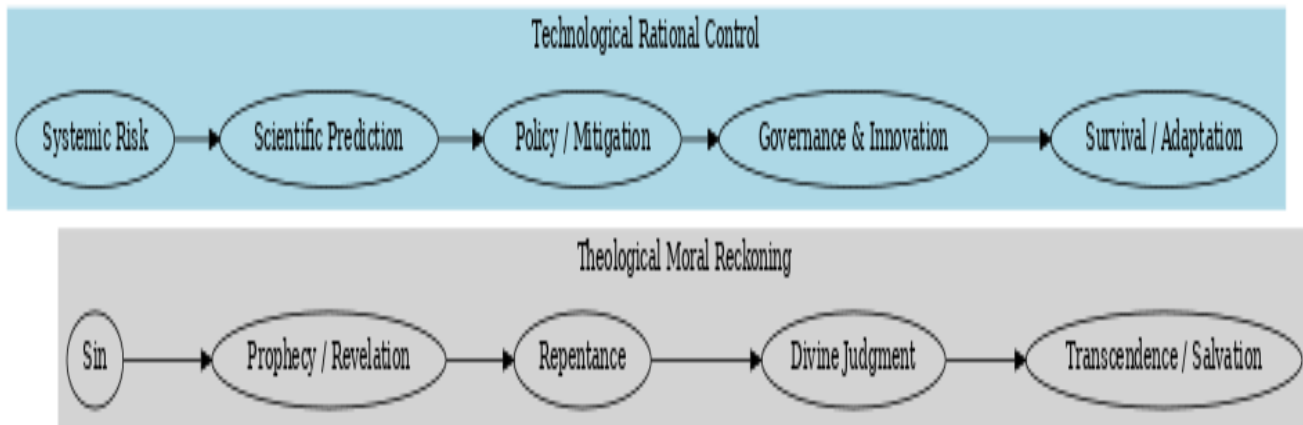 Technological Rational Control
Systemic Risk
Scientific Prediction
Policy / Mitigation
Governance & Innovation
Survival / Adaptation
Theological Moral Reckoning
Sin
Prophecy / Revelation
Repentance
Divine Judgment
Transcendence / Salvation